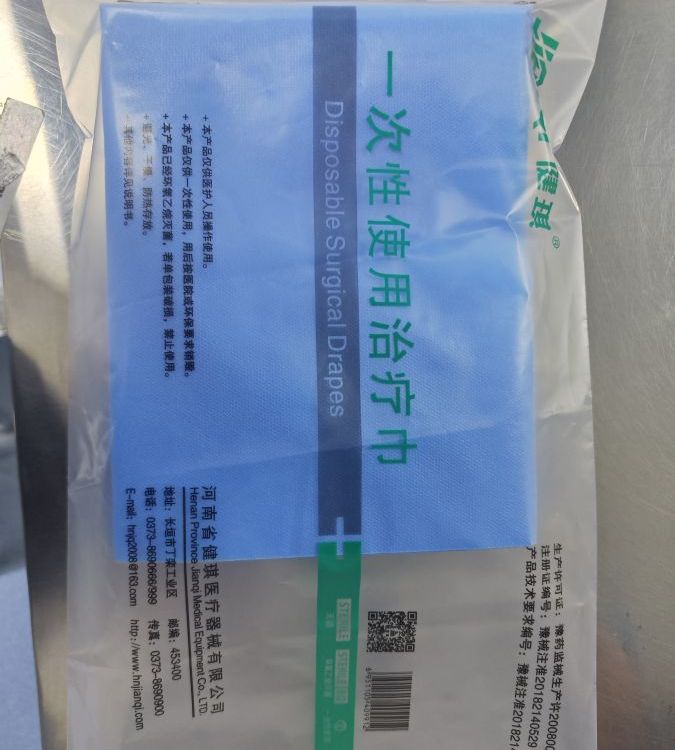 健琪®
一次性使用治疗巾
Disposable Surgical Drapes
+ 本产品仅供医护人员操作使用。
+ 本产品仅供一次性使用，用后按医院或环保要求销毁。
+ 本产品已经环氧乙烷灭菌，若单包装破损，禁止使用。
+ 避光、干燥、防热存放。
+ 其他内容详见说明书。
生产许可证：豫药监械生产许200800
注册证编号：豫械注准20182140529
产品技术要求编号：豫械注准2018214
STERILE
无菌
STERILE EO
河南省健琪医疗器械有限公司
Henan Province Jianqi Medical Equipment Co., LTD.
地址：长垣市丁栾工业区 邮编：453400
电话：0373-8690666/999 传真：0373-8690900
E-mail: hnjq2008@163.com http://www.hnjianqi.com